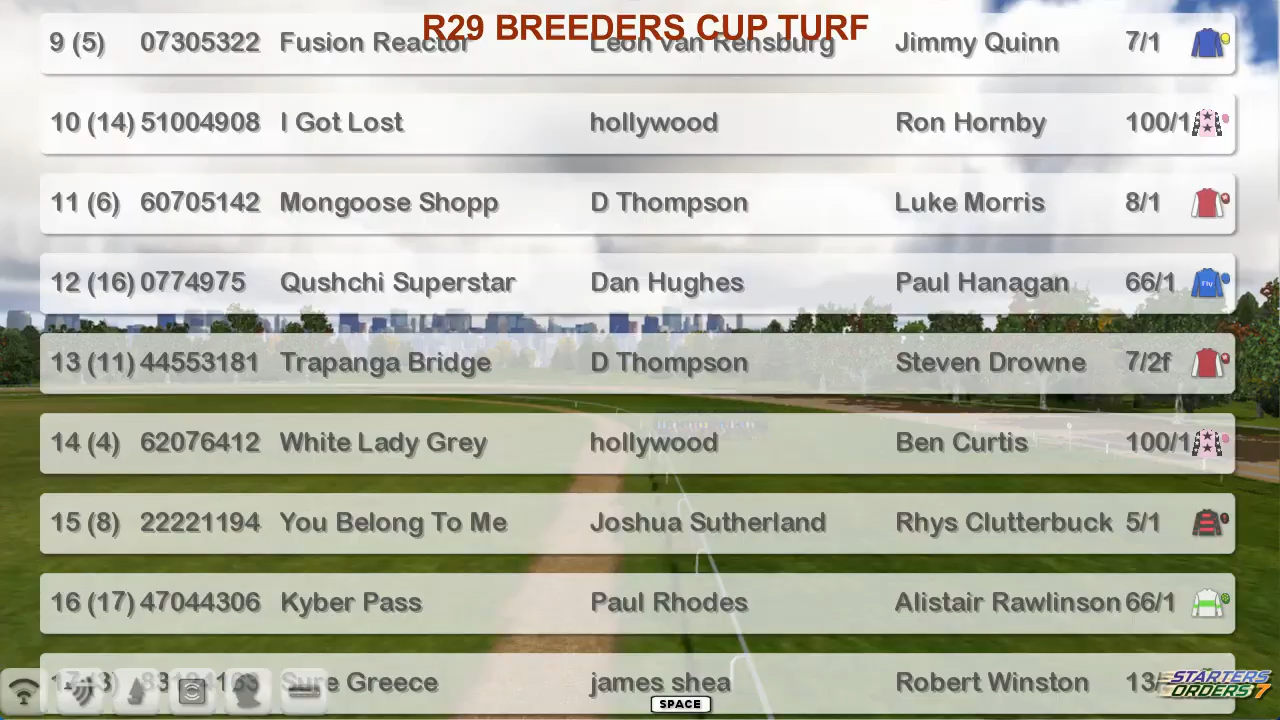 R29 BREEDERS CUP TURF
9 (5) 07305322 Fusion Reactor Leon van Rensburg Jimmy Quinn 7/1
10 (14) 51004908 I Got Lost hollywood Ron Hornby 100/1
11 (6) 60705142 Mongoose Shopp D Thompson Luke Morris 8/1
12 (16) 0774975 Qushchi Superstar Dan Hughes Paul Hanagan 66/1
13 (11) 44553181 Trapanga Bridge D Thompson Steven Drowne 7/2f
14 (4) 62076412 White Lady Grey hollywood Ben Curtis 100/1
15 (8) 22221194 You Belong To Me Joshua Sutherland Rhys Clutterbuck 5/1
16 (17) 47044306 Kyber Pass Paul Rhodes Alistair Rawlinson 66/1
Sure Greece james shea Robert Winston
STARTERS ORDERS 7
SPACE